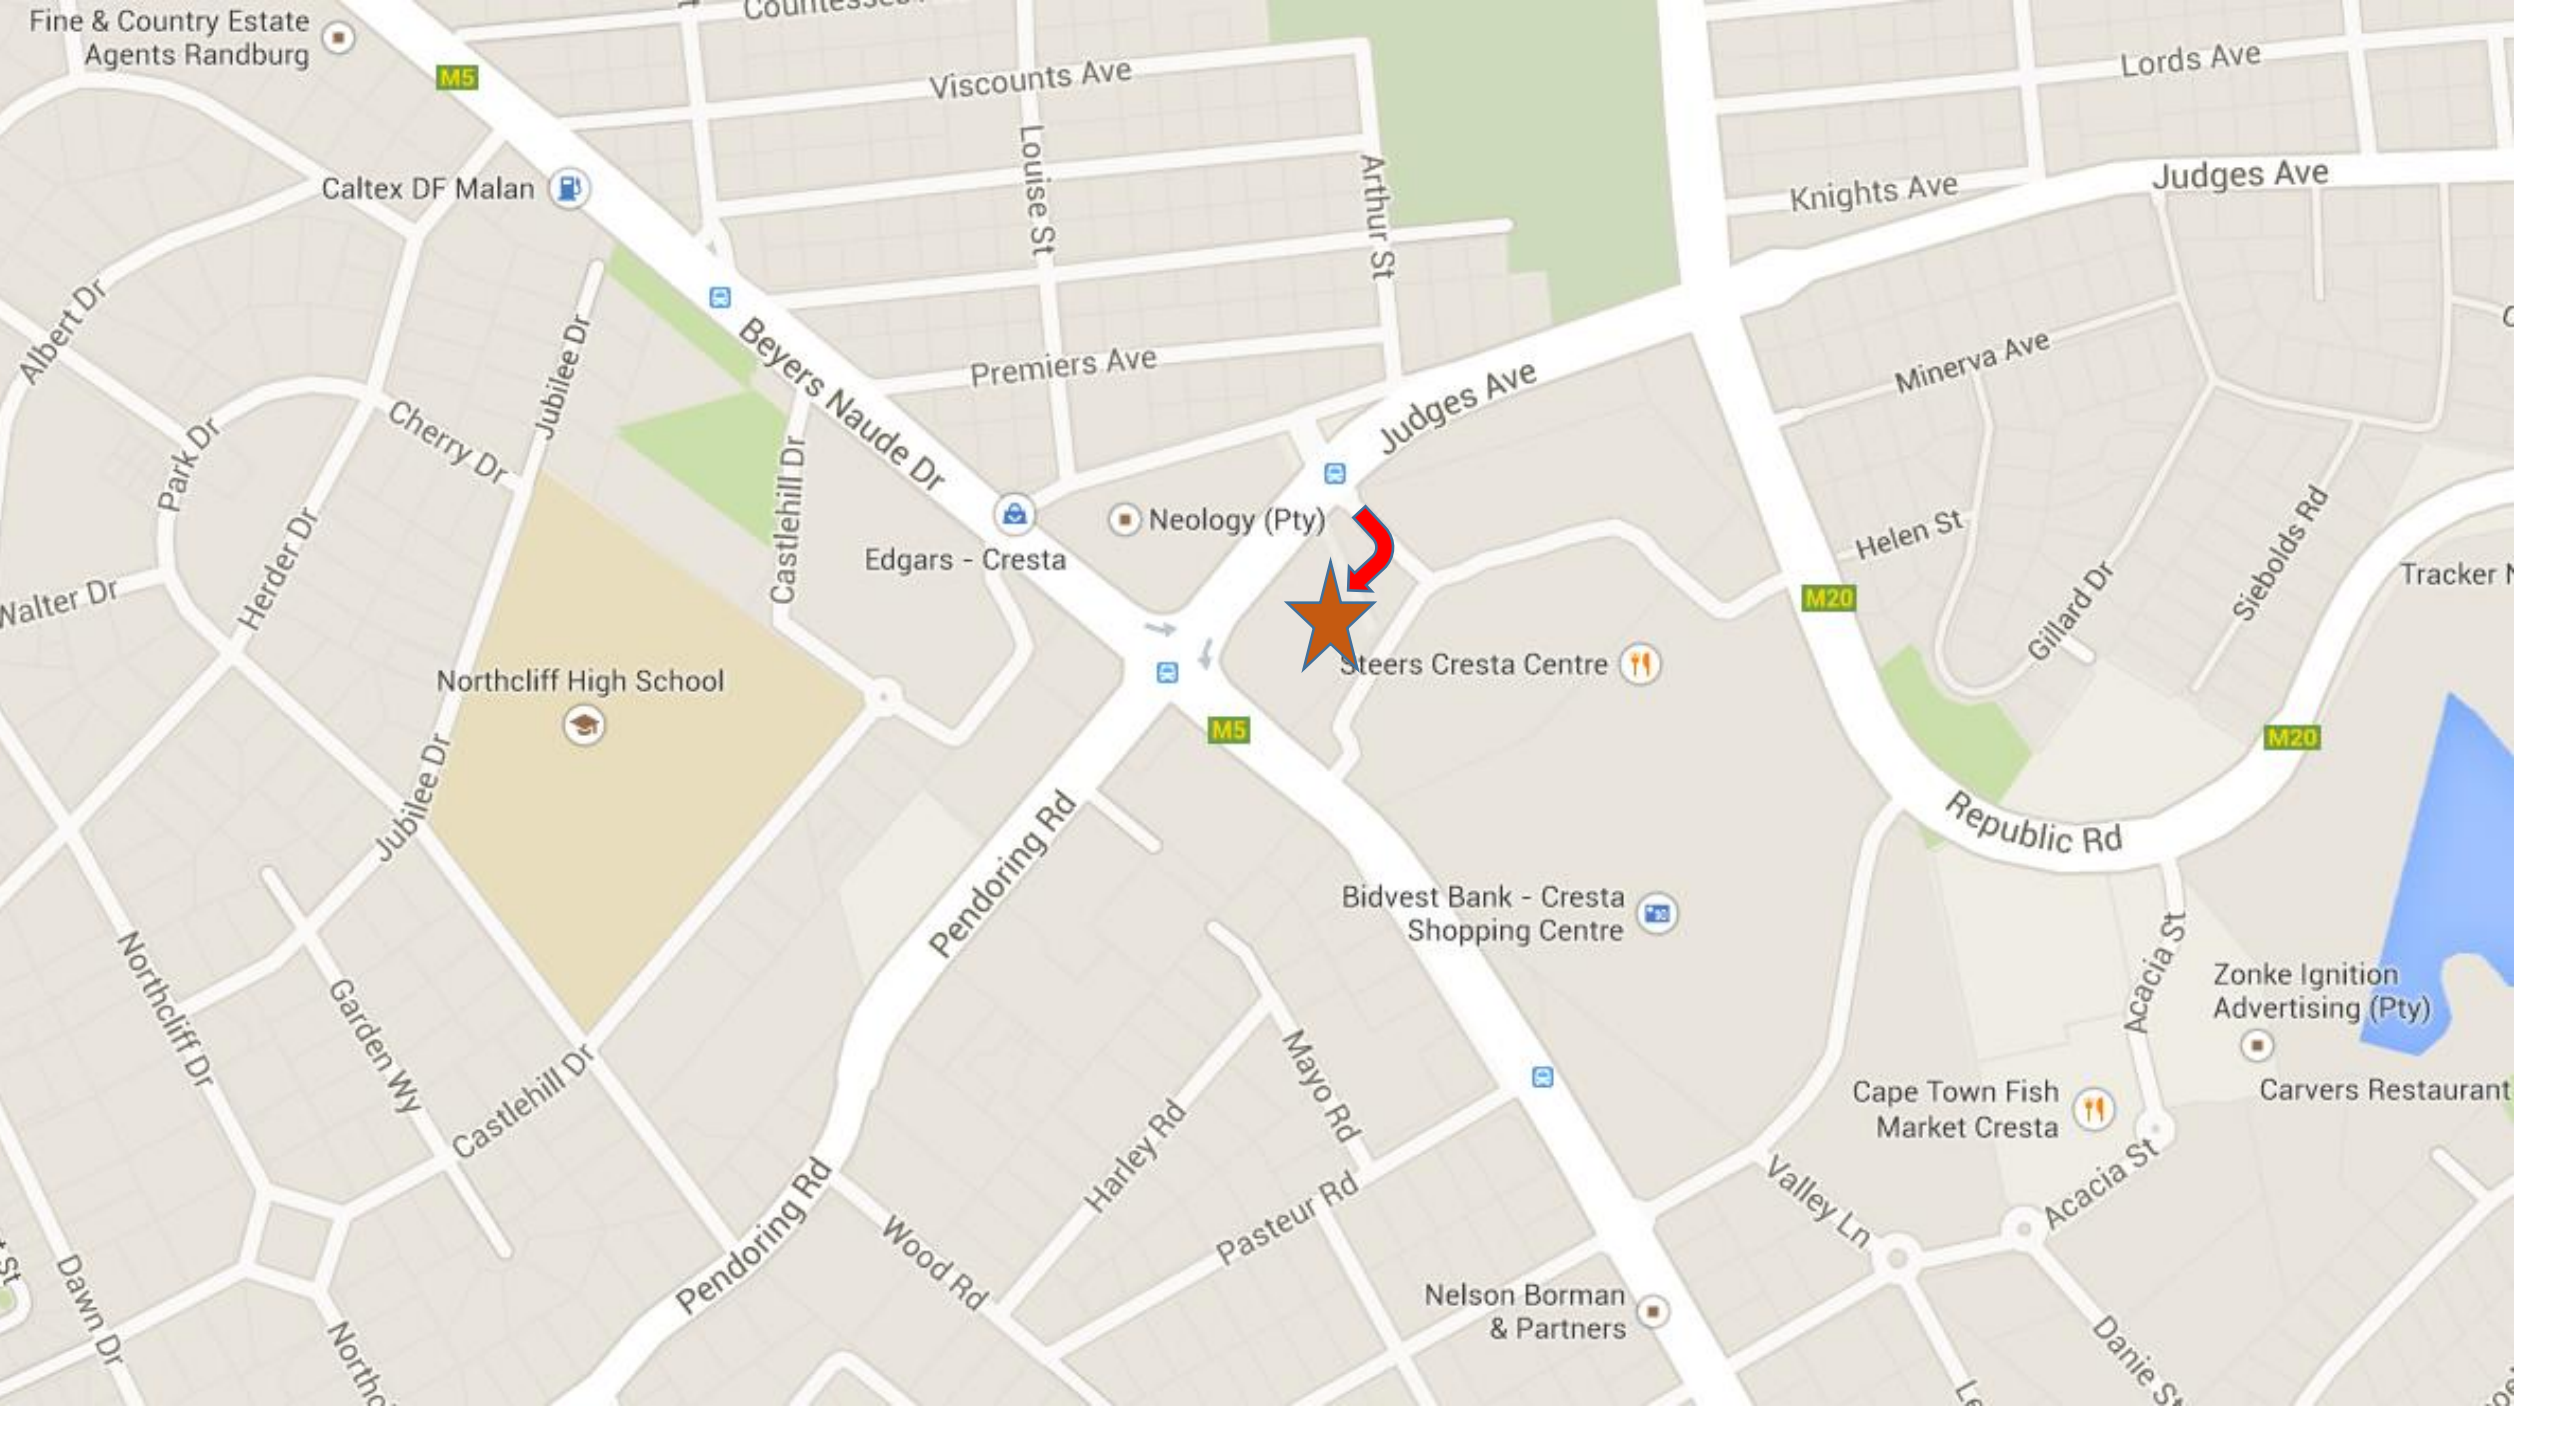 Fine & Country Estate
Agents Randburg
M5
Viscounts Ave
Lords Ave
Caltex DF Malan
Louise St
Arthur St
Knights Ave
Judges Ave
Albert Dr
Jubilee Dr
Beyers Naude Dr
Premiers Ave
Judges Ave
Minerva Ave
Park Dr
Cherry Dr
Castlehill Dr
Herder Dr
Neology (Pty)
Edgars - Cresta
Helen St
Siebolds Rd
Gillard Dr
Tracker
Walter Dr
M20
Northcliff High School
Steers Cresta Centre
M5
M20
Jubilee Dr
Pendoring Rd
Republic Rd
Bidvest Bank - Cresta
Shopping Centre
Acacia St
Zonke Ignition
Advertising (Pty)
Northcliff Dr
Garden Wy
Castlehill Dr
Mayo Rd
Harley Rd
Cape Town Fish
Market Cresta
Carvers Restaurant
Pendoring Rd
Wood Rd
Pasteur Rd
Valley Ln
Acacia St
St
Dawn Dr
Nelson Borman
& Partners
Danie St